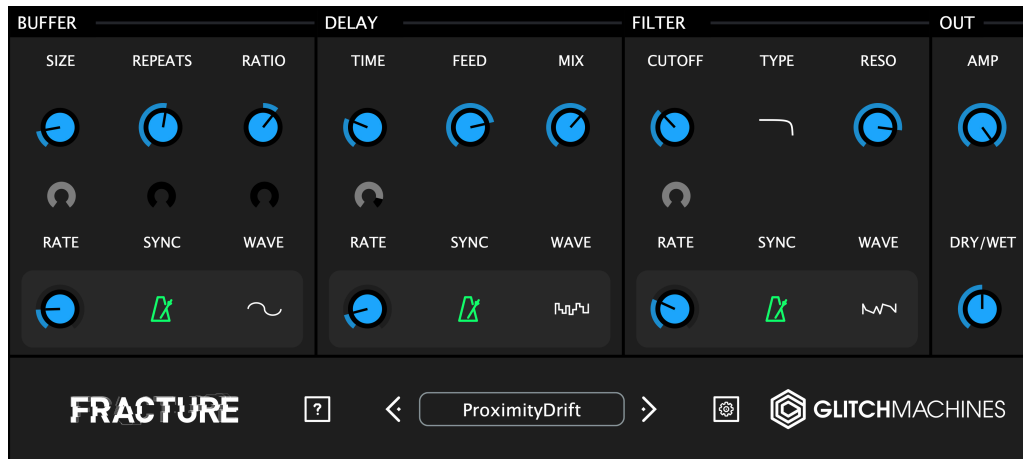 BUFFER DELAY FILTER OUT
SIZE REPEATS RATIO TIME FEED MIX CUTOFF TYPE RESO AMP
RATE SYNC WAVE RATE SYNC WAVE RATE SYNC WAVE DRY/WET
FRACTURE ? ProximityDrift GLITCHMACHINES